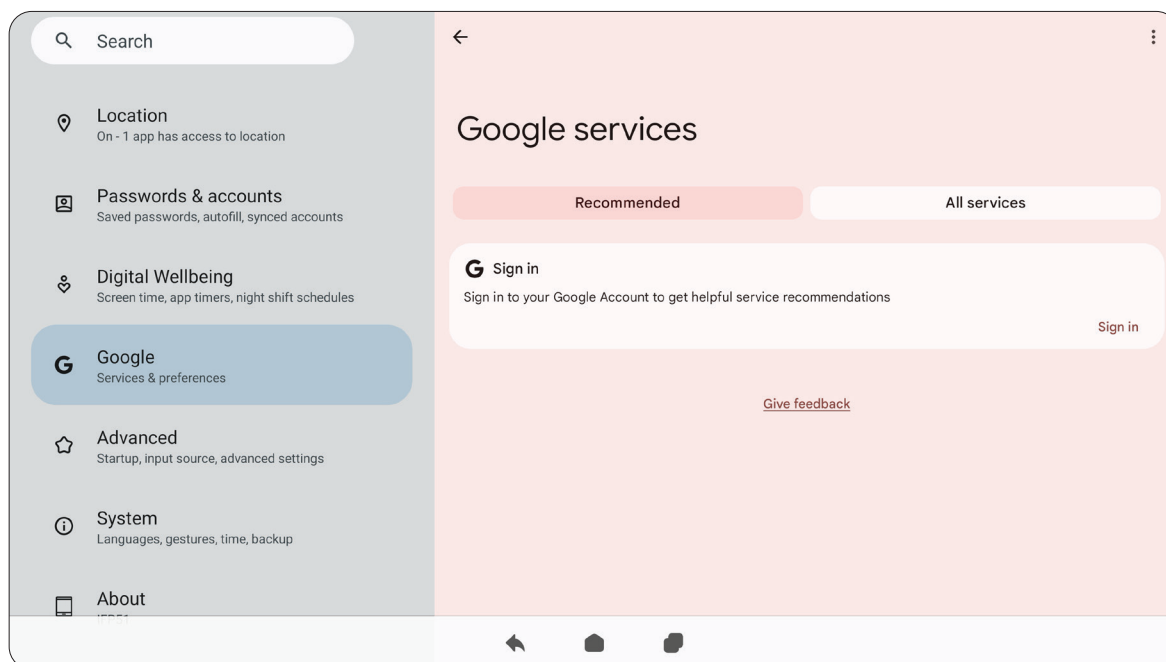 Search
Location
On - 1 app has access to location
Passwords & accounts
Saved passwords, autofill, synced accounts
Digital Wellbeing
Screen time, app timers, night shift schedules
Google
Services & preferences
Advanced
Startup, input source, advanced settings
System
Languages, gestures, time, backup
About
Google services
Recommended
All services
Sign in
Sign in to your Google Account to get helpful service recommendations
Sign in
Give feedback